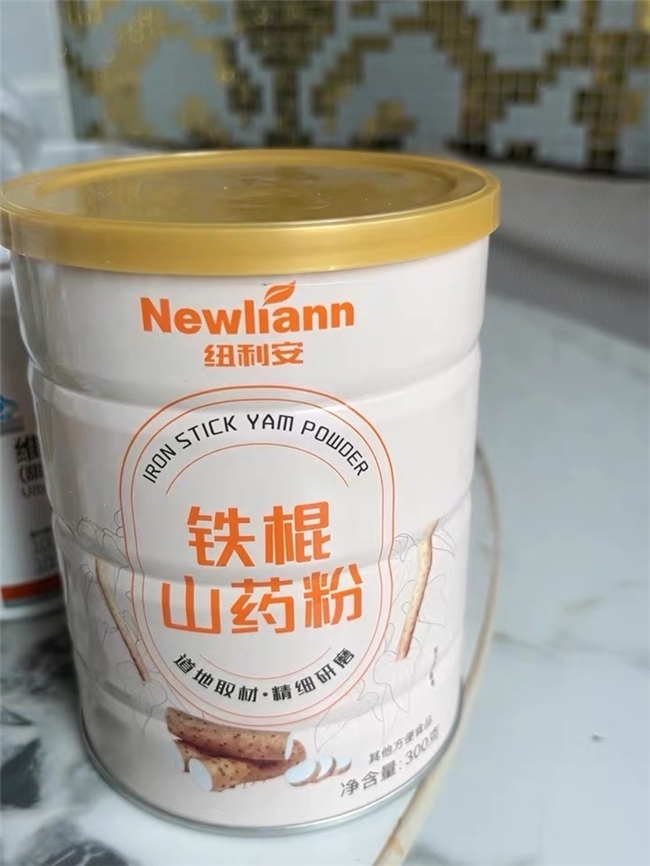 Newliann
纽利安
IRON STICK YAM POWDER
铁棍
山药粉
道地取材·精细研磨
其他方便食品
净含量:300克
维